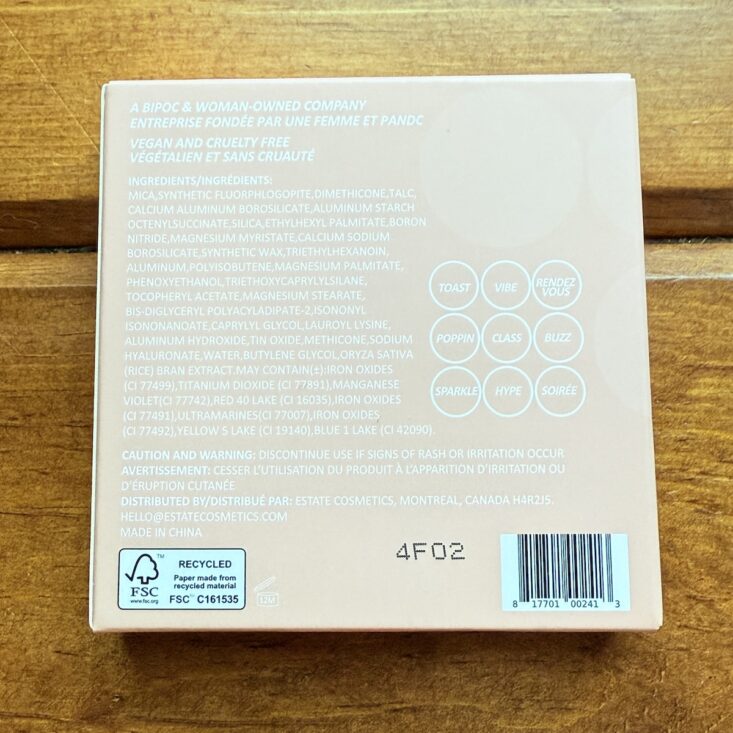 A BIPOC & WOMAN-OWNED COMPANY
ENTREPRISE FONDÉE PAR UNE FEMME ET PANDC
VEGAN AND CRUELTY FREE
VÉGÉTALIEN ET SANS CRUAUTÉ
INGREDIENTS/INGRÉDIENTS:
MICA,SYNTHETIC FLUORPHLOGOPITE,DIMETHICONE,TALC,
CALCIUM ALUMINUM BOROSILICATE,ALUMINUM STARCH
OCTENYLSUCCINATE,SILICA,ETHYLHEXYL PALMITATE,BORON
NITRIDE,MAGNESIUM MYRISTATE,CALCIUM SODIUM
BOROSILICATE,SYNTHETIC WAX,TRIETHYLHEXANOIN,
ALUMINUM,POLYISOBUTENE,MAGNESIUM PALMITATE,
PHENOXYETHANOL,TRIETHOXYCAPRYLYLSILANE,
TOCOPHERYL ACETATE,MAGNESIUM STEARATE,
BIS-DIGLYCERYL POLYACYLADIPATE-2,ISONONYL
ISONONANOATE,CAPRYLYL GLYCOL,LAUROYL LYSINE,
ALUMINUM HYDROXIDE,TIN OXIDE,METHICONE,SODIUM
HYALURONATE,WATER,BUTYLENE GLYCOL,ORYZA SATIVA
(RICE) BRAN EXTRACT.MAY CONTAIN(±):IRON OXIDES
(CI 77499),TITANIUM DIOXIDE (CI 77891),MANGANESE
VIOLET(CI 77742),RED 40 LAKE (CI 16035),IRON OXIDES
(CI 77491),ULTRAMARINES(CI 77007),IRON OXIDES
(CI 77492),YELLOW 5 LAKE (CI 19140),BLUE 1 LAKE (CI 42090).
TOAST VIBE RENDEZ
VOUS
POPPIN CLASS BUZZ
SPARKLE HYPE SOIRÉE
CAUTION AND WARNING: DISCONTINUE USE IF SIGNS OF RASH OR IRRITATION OCCUR
AVERTISSEMENT: CESSER L'UTILISATION DU PRODUIT À L'APPARITION D'IRRITATION OU
D'ÉRUPTION CUTANÉE
DISTRIBUTED BY/DISTRIBUÉ PAR: ESTATE COSMETICS, MONTREAL, CANADA H4R2J5.
HELLO@ESTATECOSMETICS.COM
MADE IN CHINA
4F02
FSC
www.fsc.org
RECYCLED
Paper made from
recycled material
FSC™ C161535
12M
8 17701 00241 3